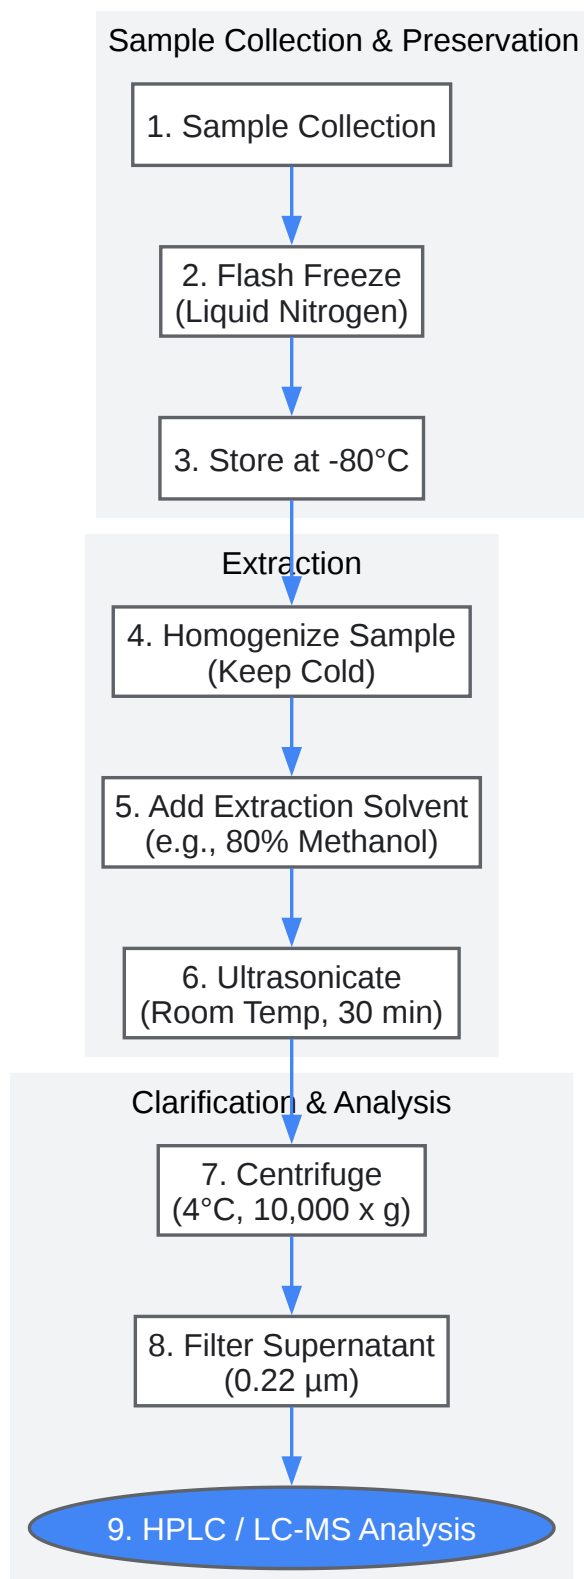 Sample Collection & Preservation
1. Sample Collection
2. Flash Freeze
(Liquid Nitrogen)
3. Store at -80°C
Extraction
4. Homogenize Sample
(Keep Cold)
5. Add Extraction Solvent
(e.g., 80% Methanol)
6. Ultrasonicate
(Room Temp, 30 min)
Clarification & Analysis
7. Centrifuge
(4°C, 10,000 x g)
8. Filter Supernatant
(0.22 µm)
9. HPLC / LC-MS Analysis